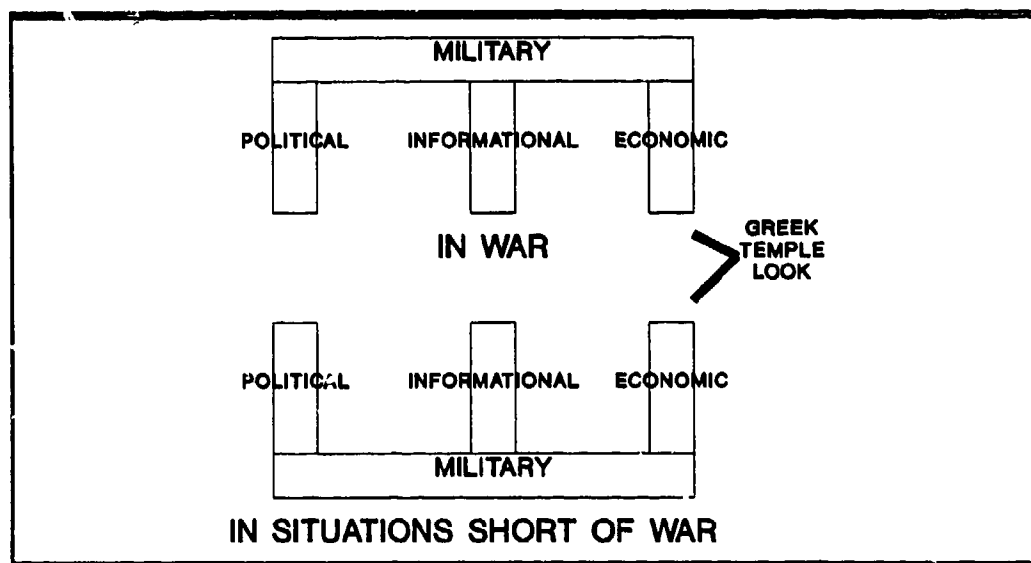 MILITARY
POLITICAL INFORMATIONAL ECONOMIC
IN WAR
GREEK
TEMPLE
LOOK
POLITICAL INFORMATIONAL ECONOMIC
MILITARY
IN SITUATIONS SHORT OF WAR